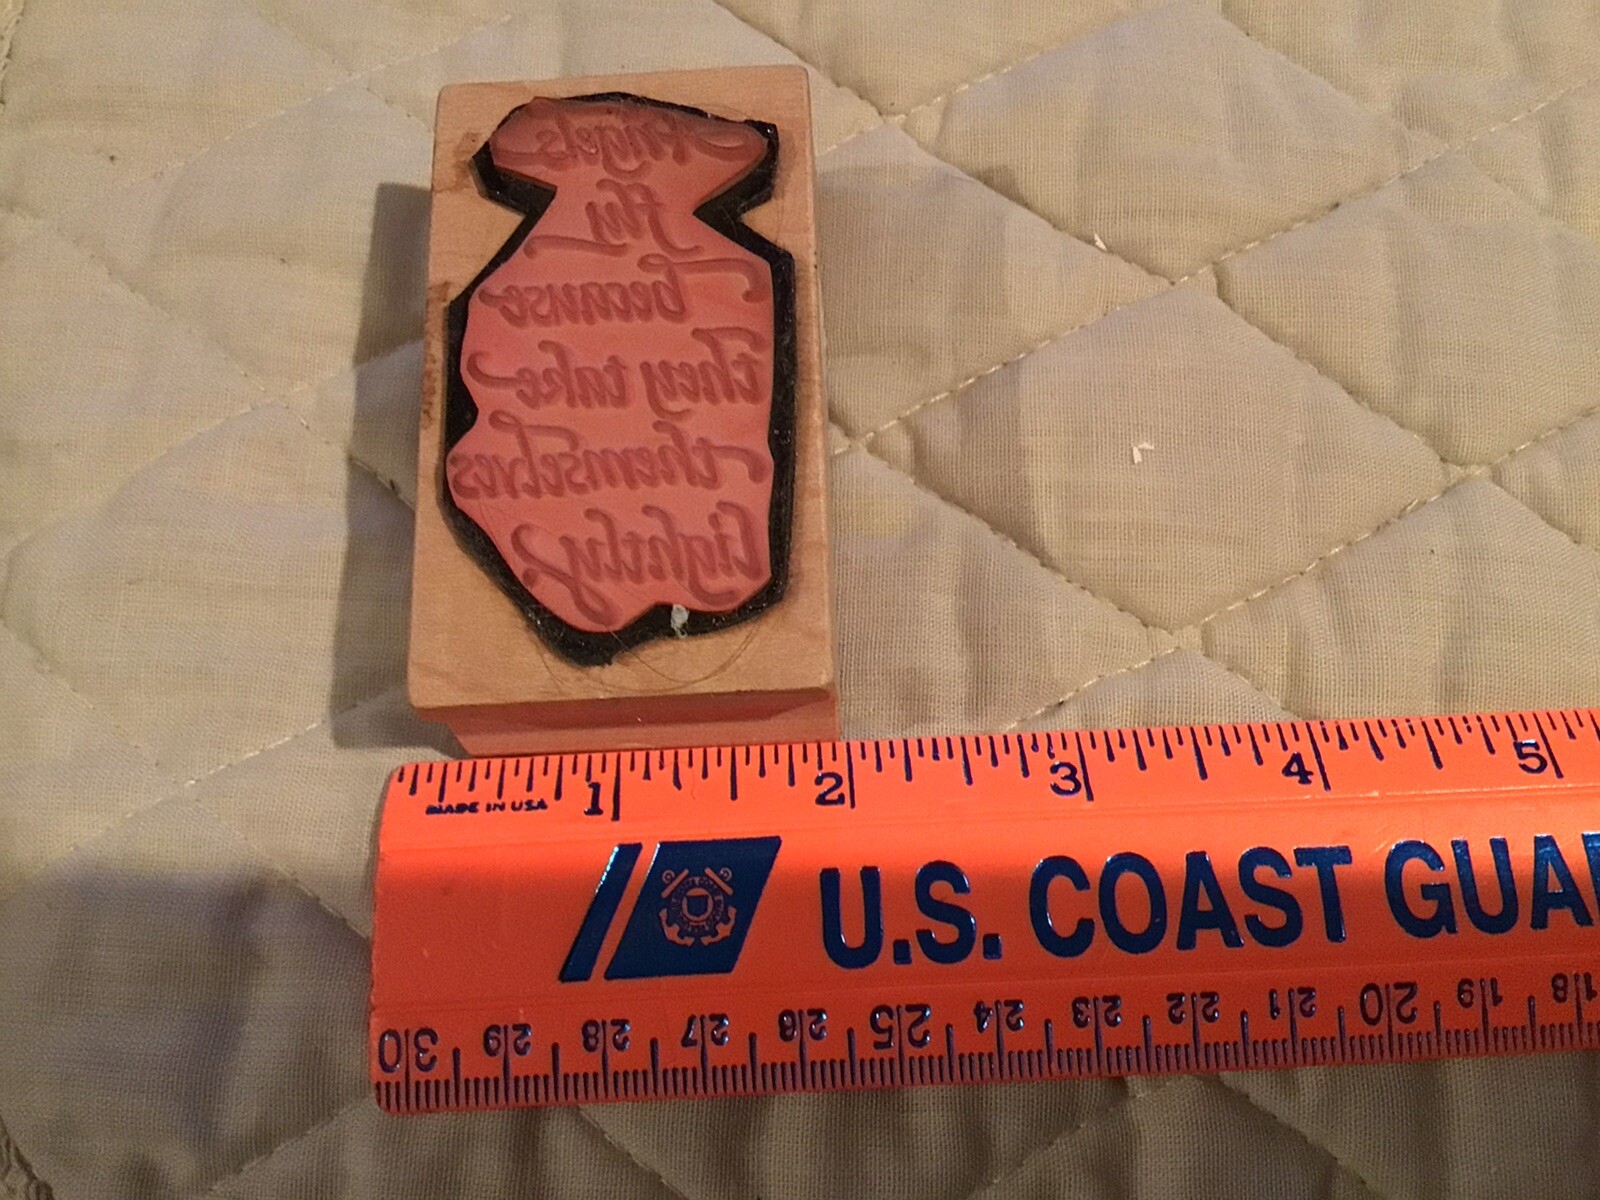 Angels
fly
because
they take
themselves
lightly
1 2 3 4 5
MADE IN USA
U.S. COAST GUA
30 29 28 27 26 25 24 23 22 21 20 19 18